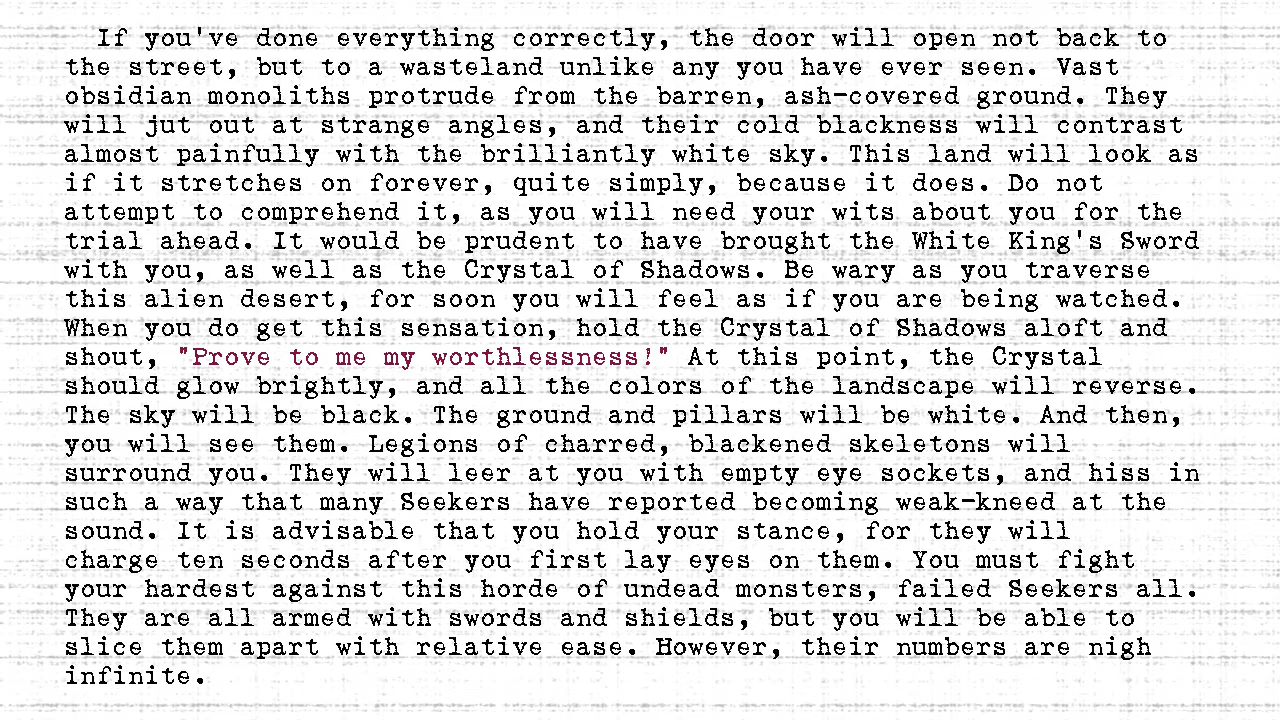 If you've done everything correctly, the door will open not back to
the street, but to a wasteland unlike any you have ever seen. Vast
obsidian monoliths protrude from the barren, ash-covered ground. They
will jut out at strange angles, and their cold blackness will contrast
almost painfully with the brilliantly white sky. This land will look as
if it stretches on forever, quite simply, because it does. Do not
attempt to comprehend it, as you will need your wits about you for the
trial ahead. It would be prudent to have brought the White King's Sword
with you, as well as the Crystal of Shadows. Be wary as you traverse
this alien desert, for soon you will feel as if you are being watched.
When you do get this sensation, hold the Crystal of Shadows aloft and
shout, "Prove to me my worthlessness!" At this point, the Crystal
should glow brightly, and all the colors of the landscape will reverse.
The sky will be black. The ground and pillars will be white. And then,
you will see them. Legions of charred, blackened skeletons will
surround you. They will leer at you with empty eye sockets, and hiss in
such a way that many Seekers have reported becoming weak-kneed at the
sound. It is advisable that you hold your stance, for they will
charge ten seconds after you first lay eyes on them. You must fight
your hardest against this horde of undead monsters, failed Seekers all.
They are all armed with swords and shields, but you will be able to
slice them apart with relative ease. However, their numbers are nigh
infinite.